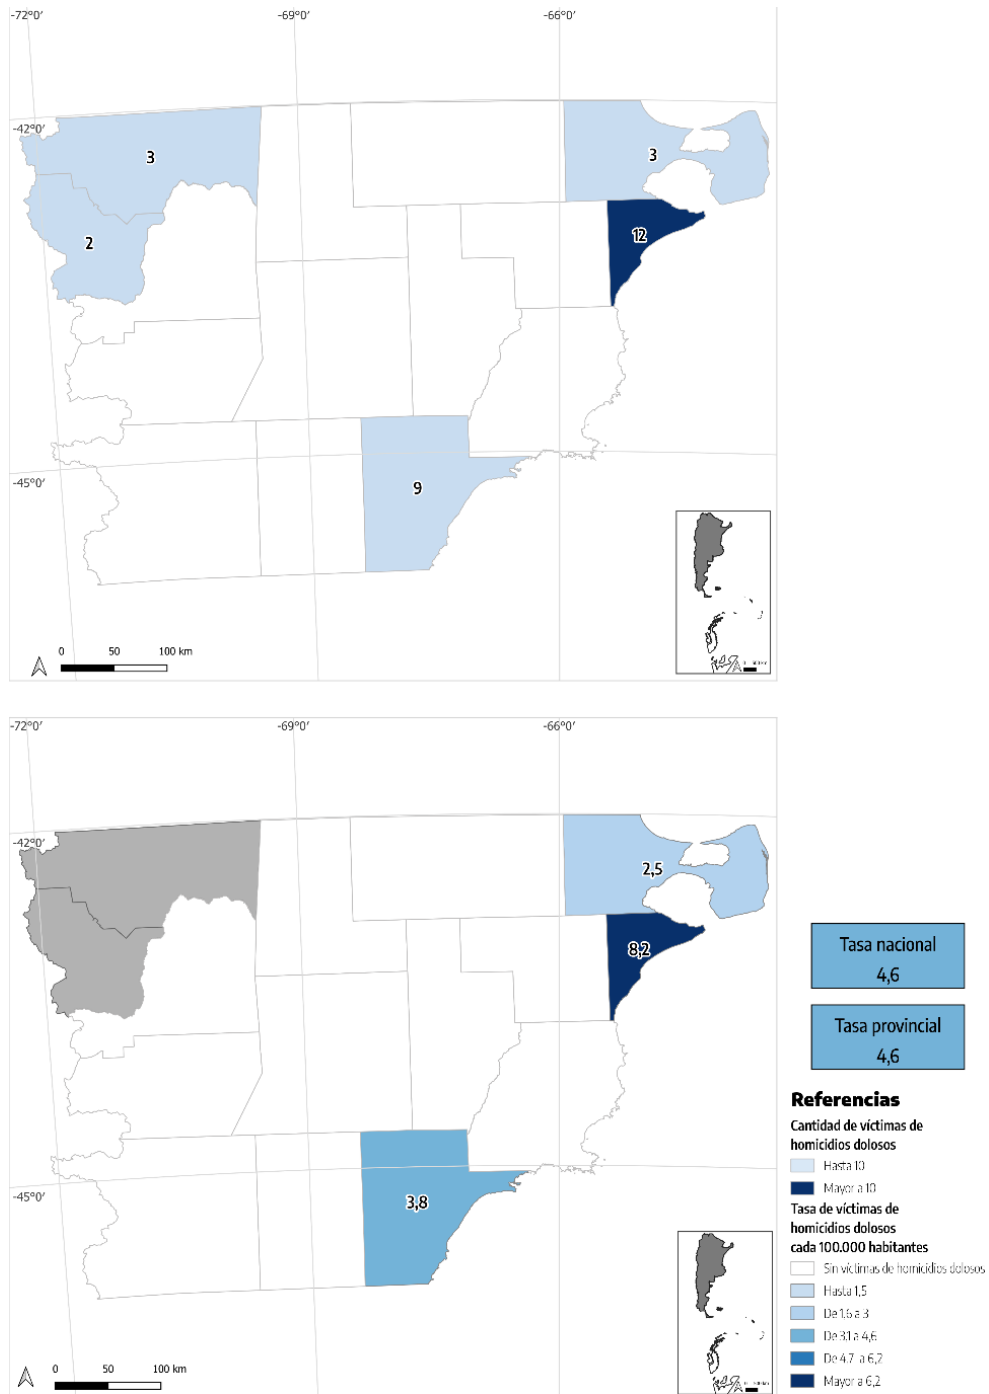 -72°0′ -69°0′ -66°0′
-42°0′
3
3
2
12
-45°0′
9
0 50 100 km
-72°0′ -69°0′ -66°0′
-42°0′
2,5
8,2
Tasa nacional
4,6
Tasa provincial
4,6
-45°0′
3,8
0 50 100 km
Referencias
Cantidad de víctimas de
homicidios dolosos
Hasta 10
Mayor a 10
Tasa de víctimas de
homicidios dolosos
cada 100.000 habitantes
Sin víctimas de homicidios dolosos
Hasta 1,5
De 1.6 a 3
De 3.1 a 4,6
De 4.7 a 6,2
Mayor a 6,2